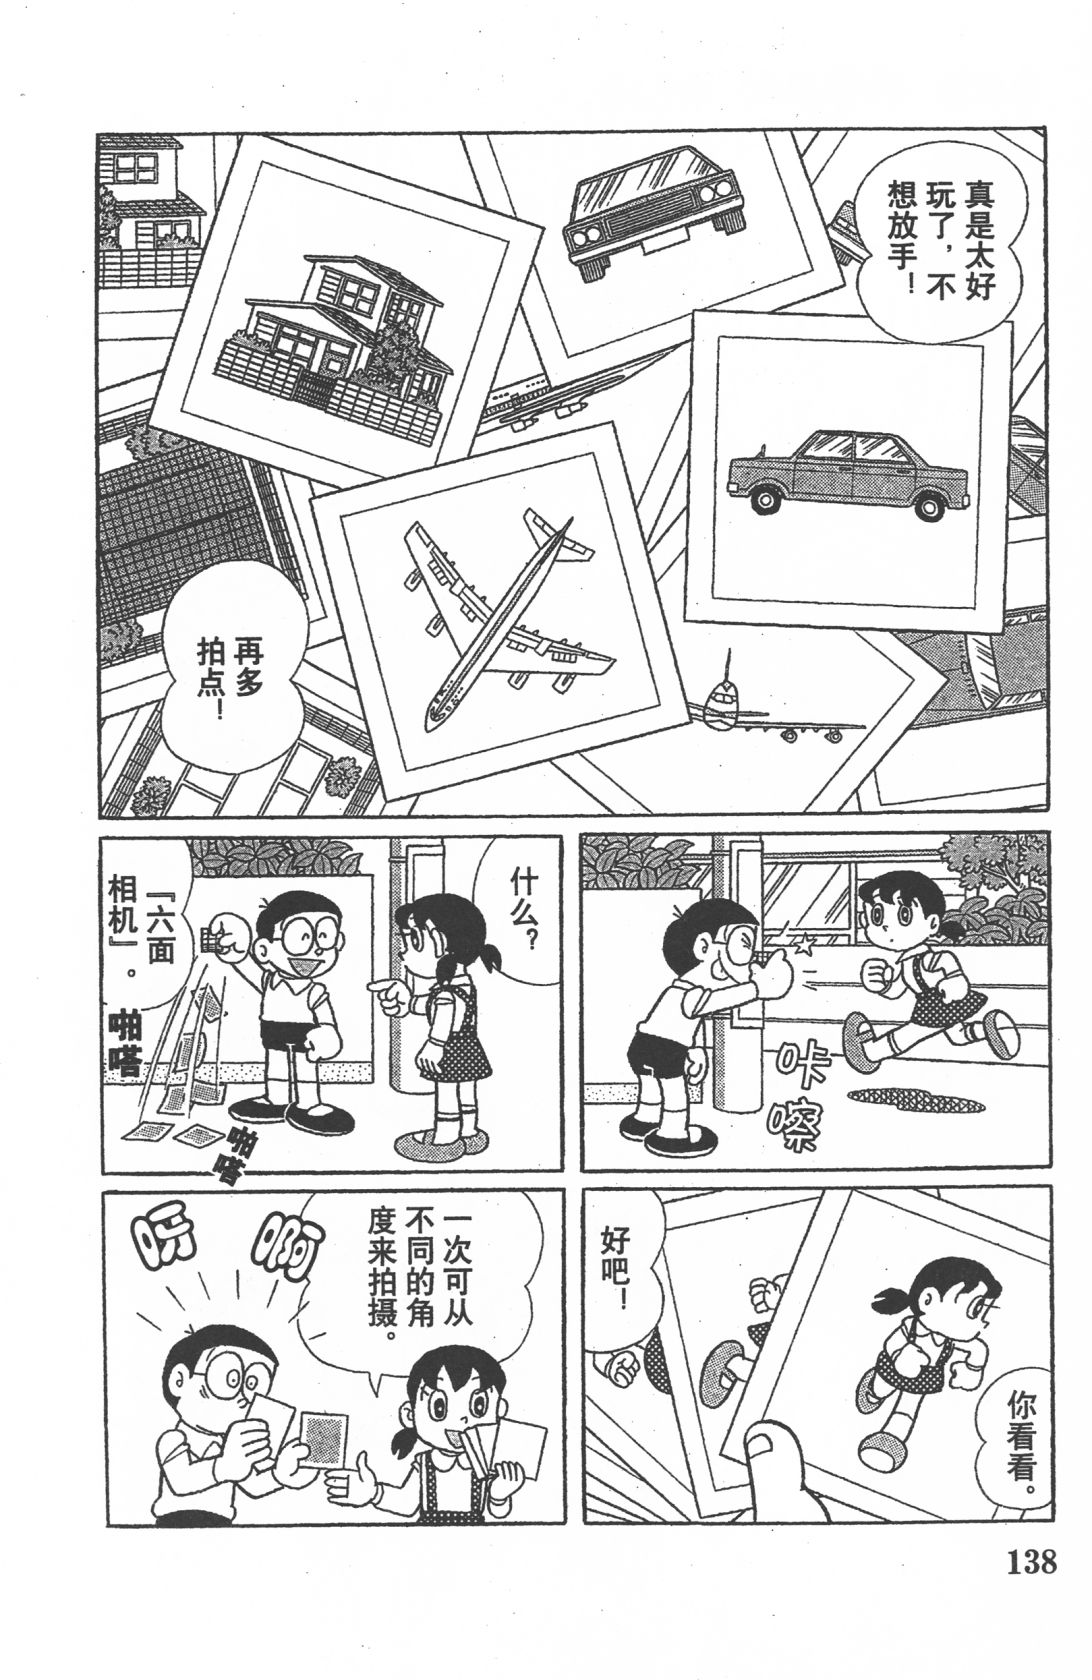 真是太好
玩了，不
想放手！
再多
拍点！
咔
嚓
什么？
『六面
相机』。
啪嗒
啪嗒
你看看。
好吧！
一次可从
不同的角
度来拍摄。
啊
138